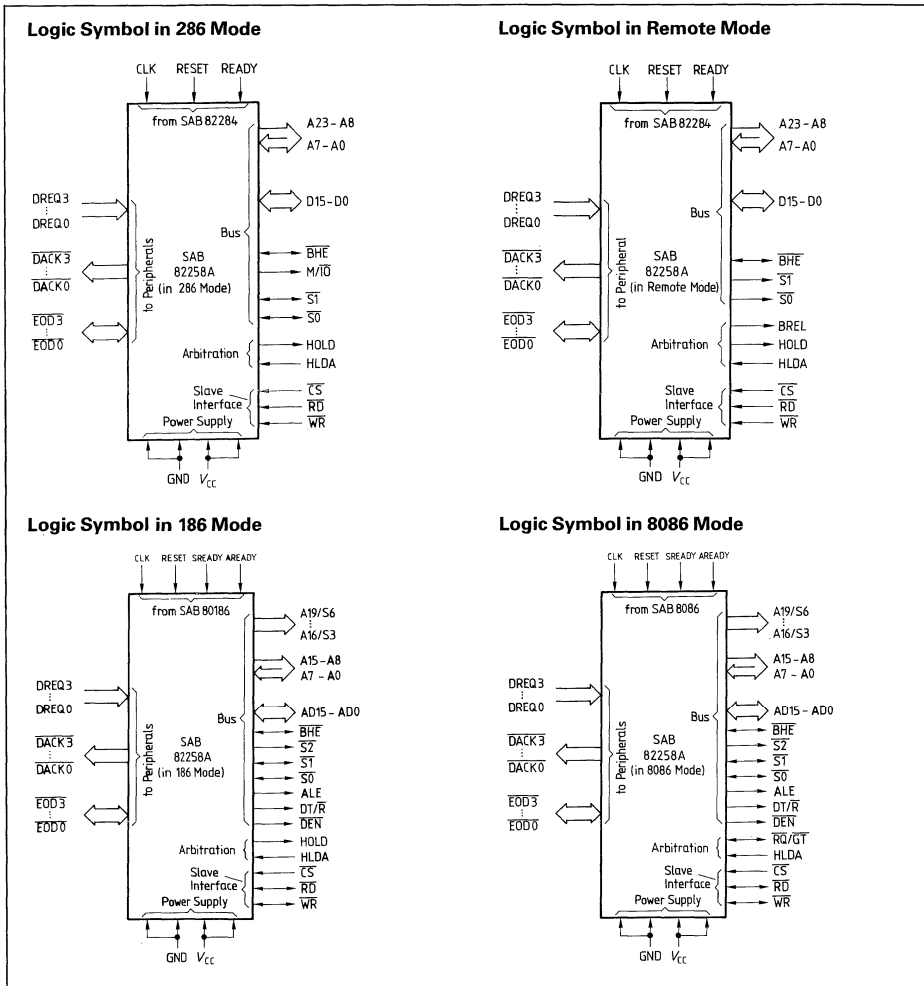 Logic Symbol in 286 Mode
CLK RESET READY
from SAB 82284
A23-A8
A7-A0
DREQ3
DREQ0
D15-D0
Bus
to Peripherals
DACK3
DACK0
SAB
82258A
(in 286 Mode)
BHE
M/IO
S1
S0
EOD3
EOD0
Arbitration
HOLD
HLDA
Slave
Interface
CS
RD
WR
Power Supply
GND VCC
Logic Symbol in Remote Mode
CLK RESET READY
from SAB 82284
A23-A8
A7-A0
DREQ3
DREQ0
D15-D0
Bus
to Peripheral
DACK3
DACK0
SAB
82258A
(in Remote Mode)
BHE
S1
S0
EOD3
EOD0
Arbitration
BREL
HOLD
HLDA
Slave
Interface
CS
RD
WR
Power Supply
GND VCC
Logic Symbol in 186 Mode
CLK RESET SREADY AREADY
from SAB 80186
A19/S6
A16/S3
A15-A8
A7-A0
DREQ3
DREQ0
AD15-AD0
Bus
to Peripherals
DACK3
DACK0
SAB
82258A
(in 186 Mode)
BHE
S2
S1
S0
ALE
DT/R
DEN
EOD3
EOD0
Arbitration
HOLD
HLDA
Slave
Interface
CS
RD
WR
Power Supply
GND VCC
Logic Symbol in 8086 Mode
CLK RESET SREADY AREADY
from SAB 8086
A19/S6
A16/S3
A15-A8
A7-A0
DREQ3
DREQ0
AD15-AD0
Bus
to Peripherals
DACK3
DACK0
SAB
82258A
(in 8086 Mode)
BHE
S2
S1
S0
ALE
DT/R
DEN
EOD3
EOD0
Arbitration
RQ/GT
HLDA
Slave
Interface
CS
RD
WR
Power Supply
GND VCC